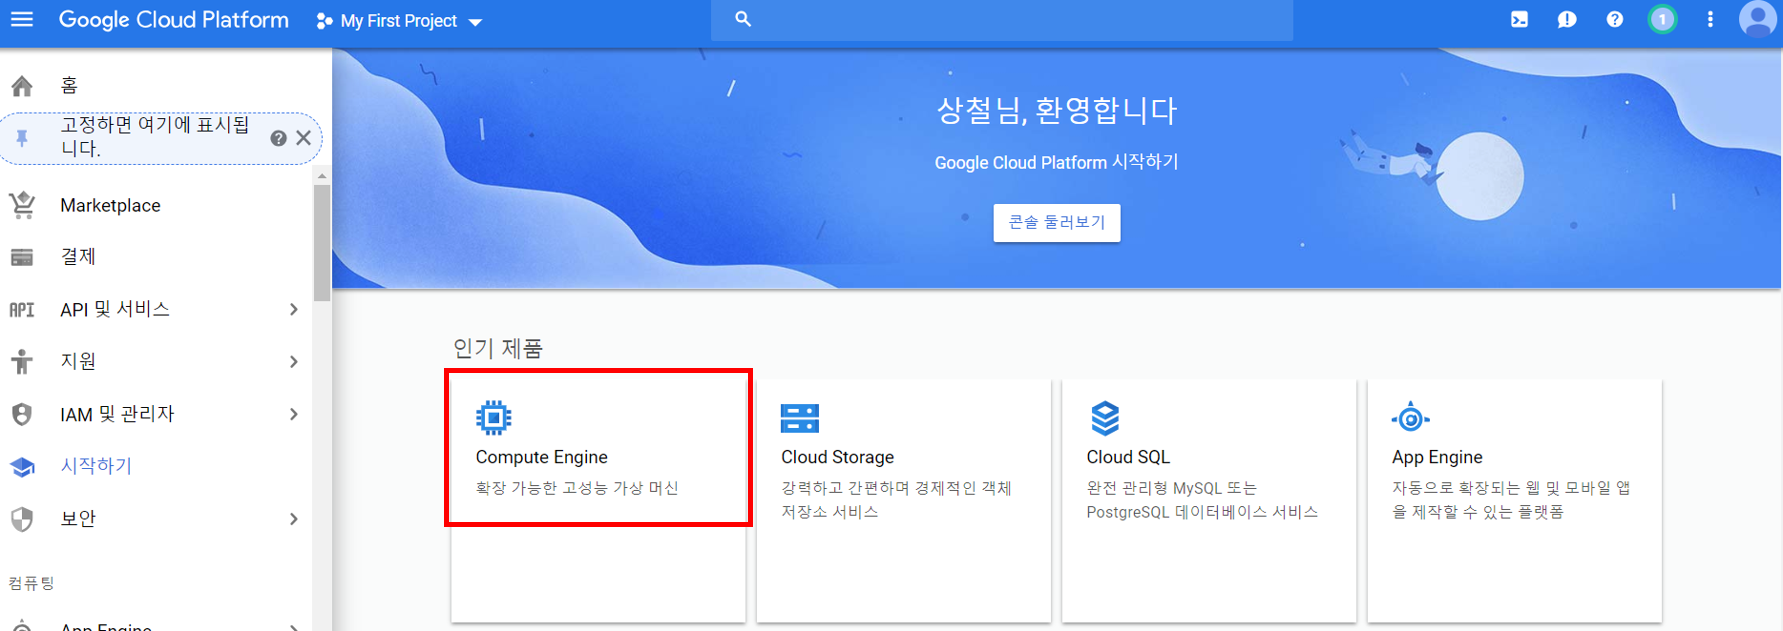 Google Cloud Platform
My First Project
1
홈
고정하면 여기에 표시됩
니다.
Marketplace
결제
API API 및 서비스
지원
IAM 및 관리자
시작하기
보안
컴퓨팅
App Engine
상철님, 환영합니다
Google Cloud Platform 시작하기
콘솔 둘러보기
인기 제품
Compute Engine
확장 가능한 고성능 가상 머신
Cloud Storage
강력하고 간편하며 경제적인 객체
저장소 서비스
Cloud SQL
완전 관리형 MySQL 또는
PostgreSQL 데이터베이스 서비스
App Engine
자동으로 확장되는 웹 및 모바일 앱
을 제작할 수 있는 플랫폼